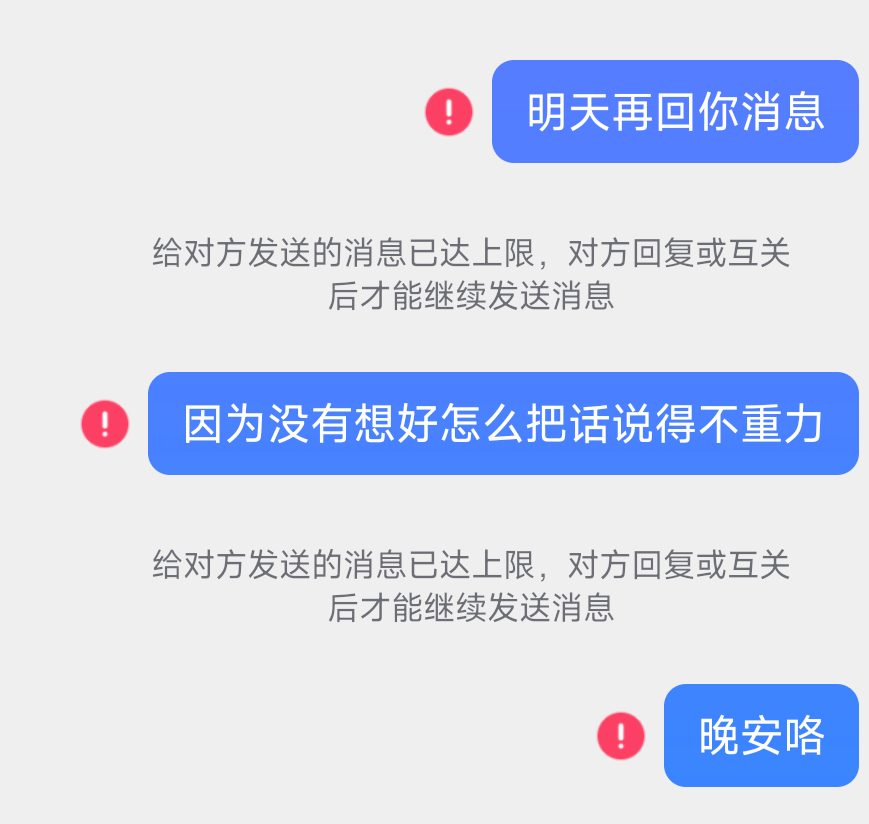 明天再回你消息
给对方发送的消息已达上限，对方回复或互关
后才能继续发送消息
因为没有想好怎么把话说得不重力
给对方发送的消息已达上限，对方回复或互关
后才能继续发送消息
晚安咯